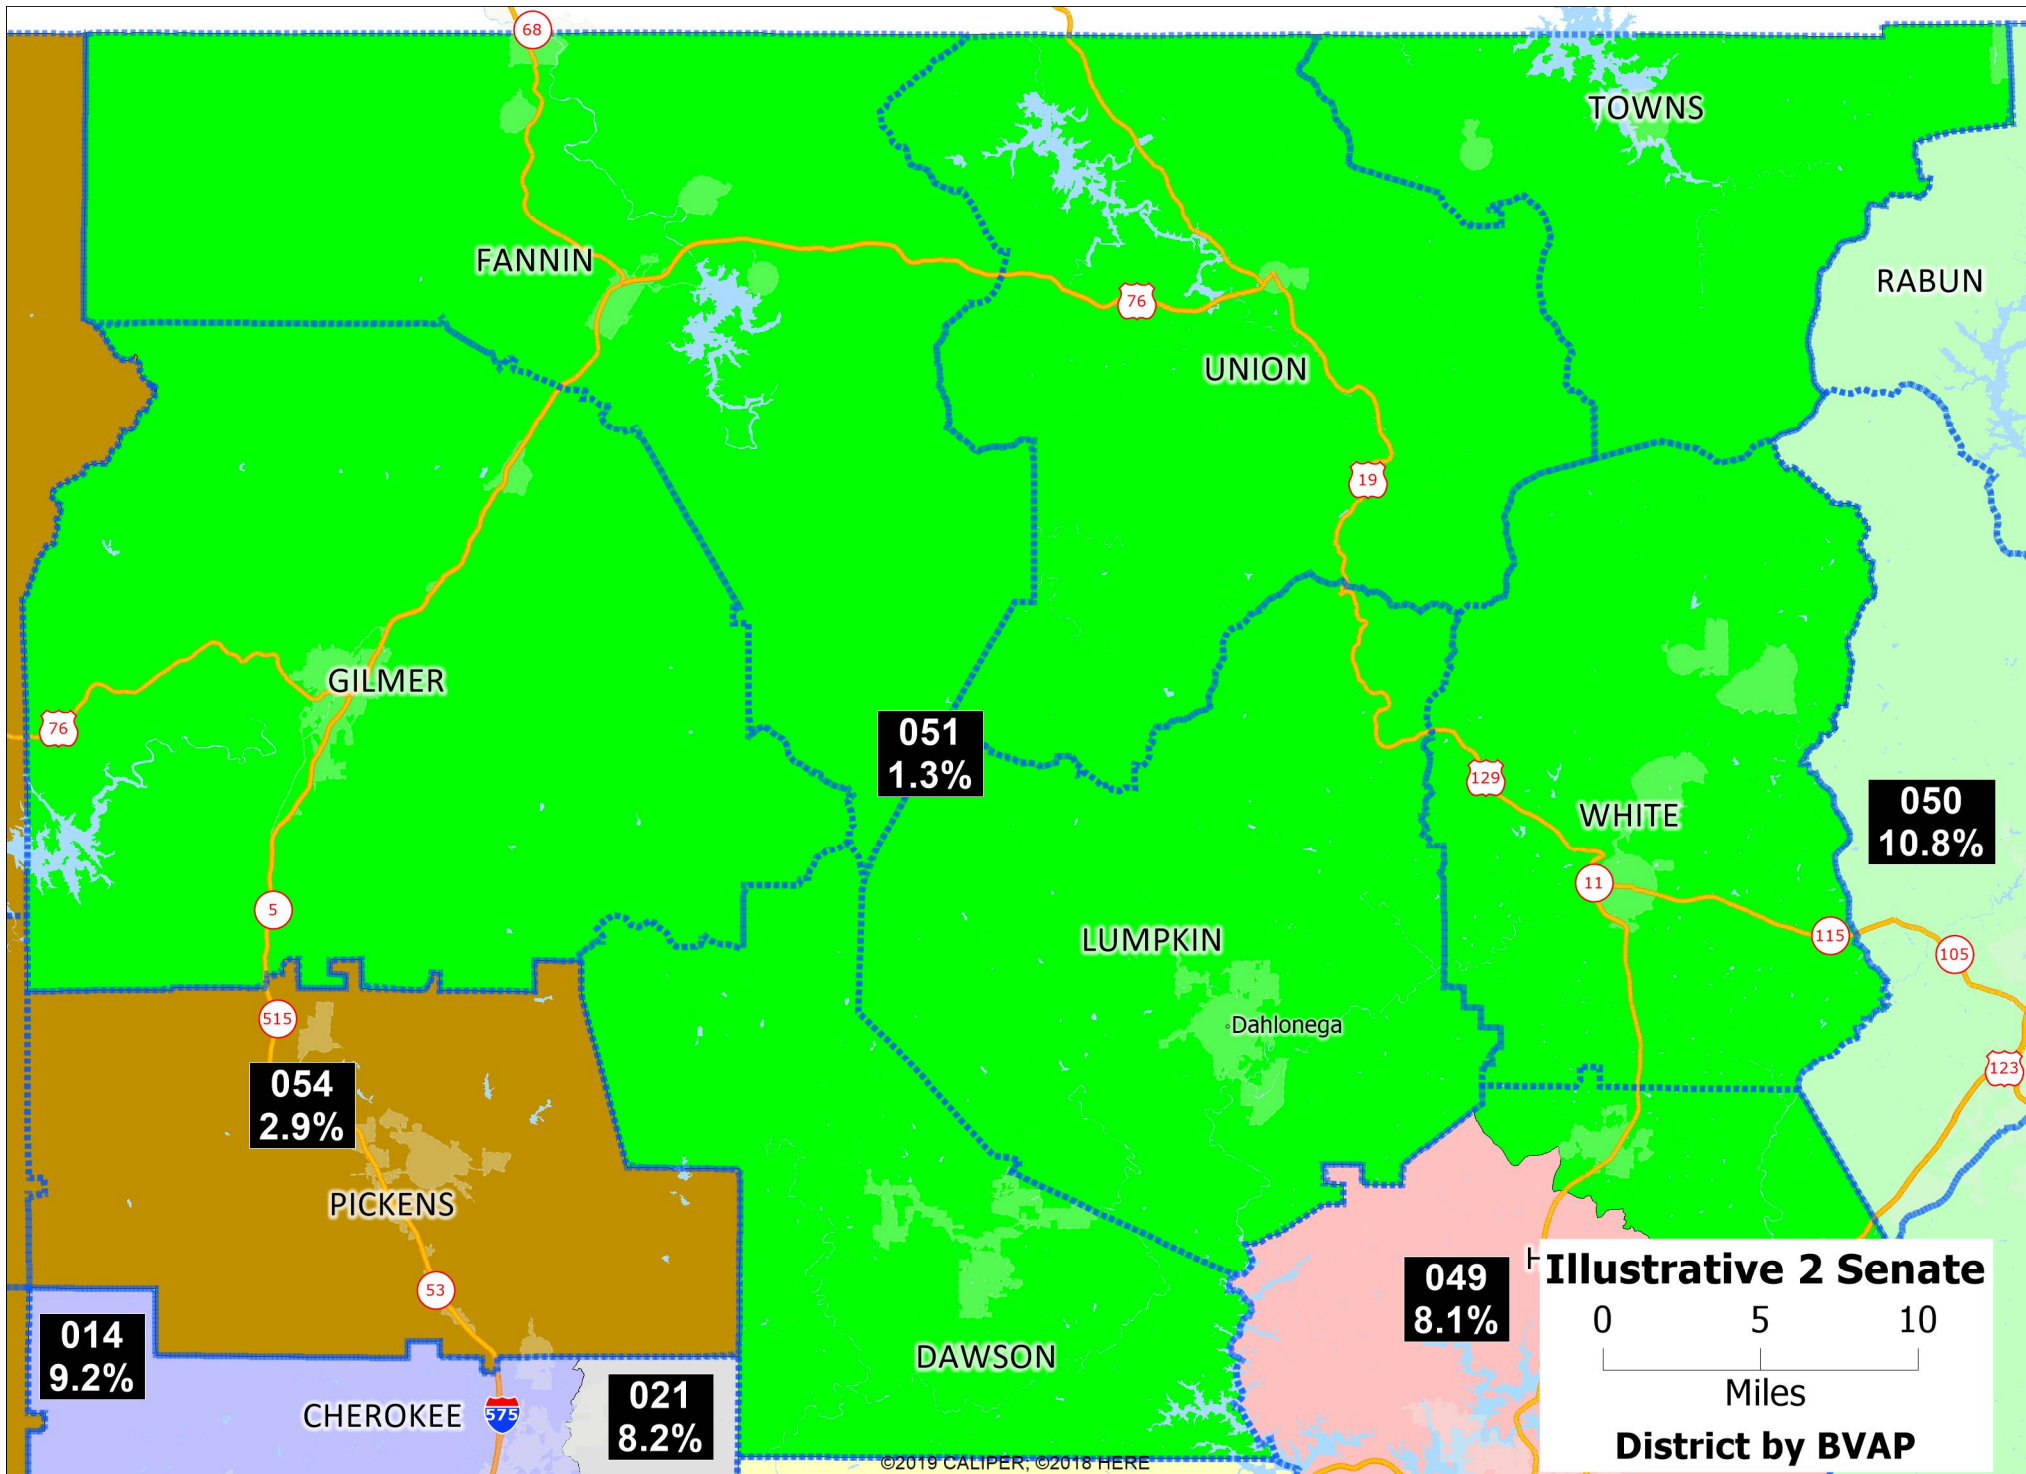 68
TOWNS
FANNIN
RABUN
76
UNION
19
GILMER
76
051
1.3%
129
WHITE
050
10.8%
11
5
115
LUMPKIN
105
515
Dahlonega
123
054
2.9%
PICKENS
H
Illustrative 2 Senate
049
8.1%
53
0 5 10
014
9.2%
DAWSON
Miles
021
8.2%
CHEROKEE
575
District by BVAP
©2019 CALIPER; ©2018 HERE